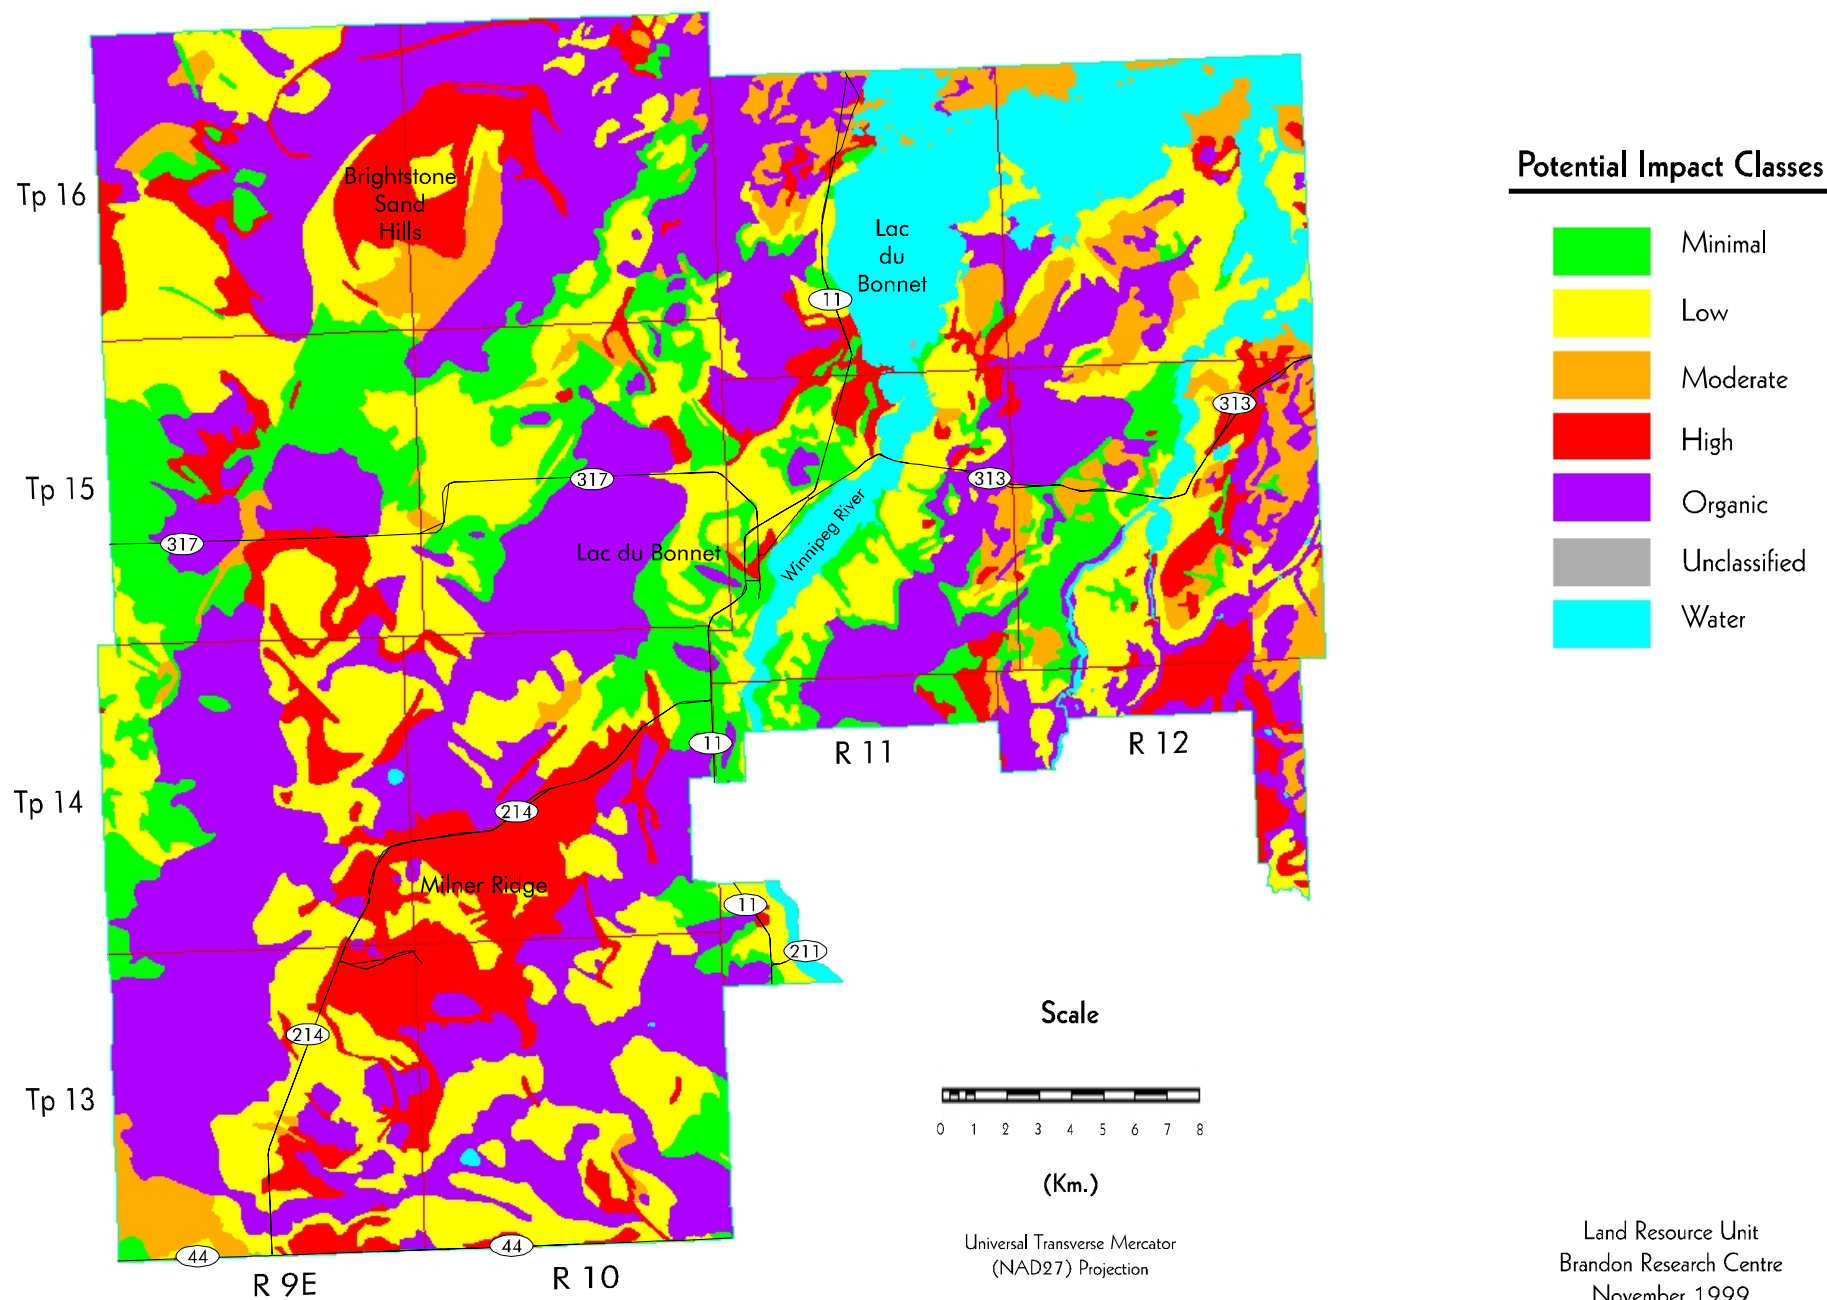 Tp 16
Tp 15
Tp 14
Tp 13
Brightstone
Sand
Hills
Lac
du
Bonnet
11
313
313
317
317
Lac du Bonnet
Winnipeg River
11
R 11
R 12
214
Milner Ridge
11
211
214
44
44
R 9E
R 10
Potential Impact Classes
Minimal
Low
Moderate
High
Organic
Unclassified
Water
Scale
0 1 2 3 4 5 6 7 8
(Km.)
Universal Transverse Mercator
(NAD27) Projection
Land Resource Unit
Brandon Research Centre
November 1999